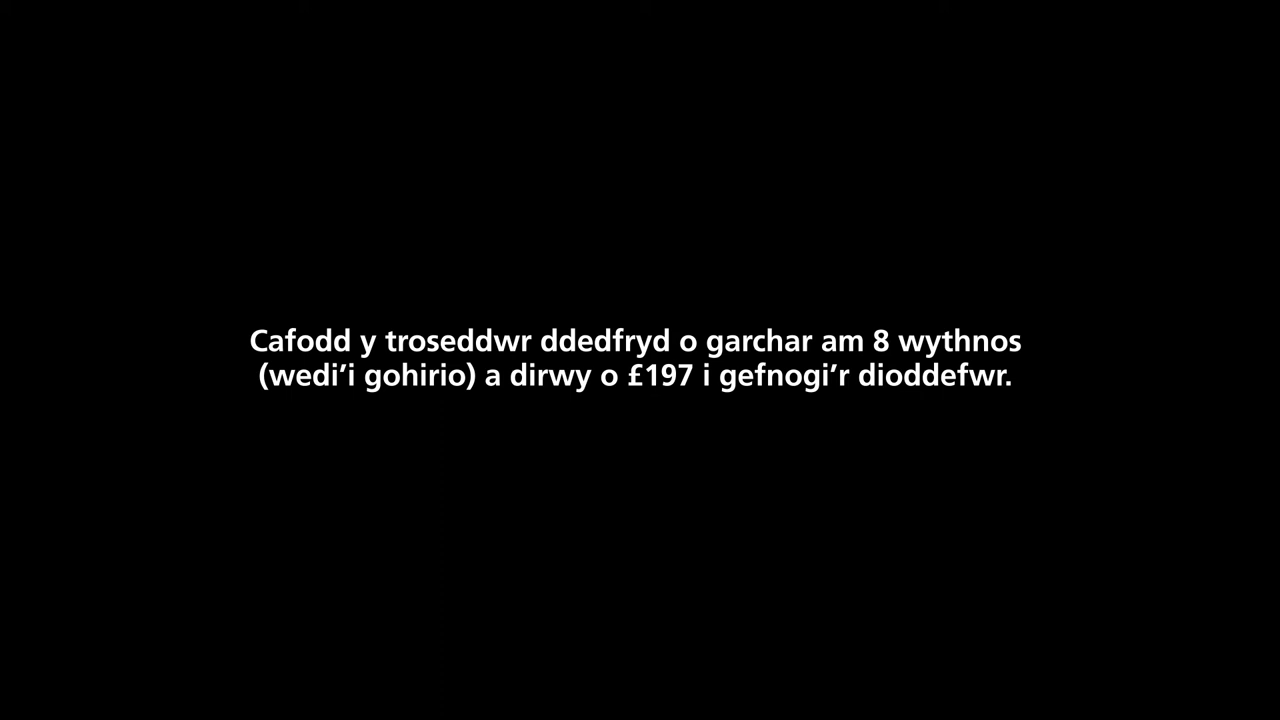 Cafodd y troseddwr ddedfryd o garchar am 8 wythnos
(wedi’i gohirio) a dirwy o £197 i gefnogi’r dioddefwr.